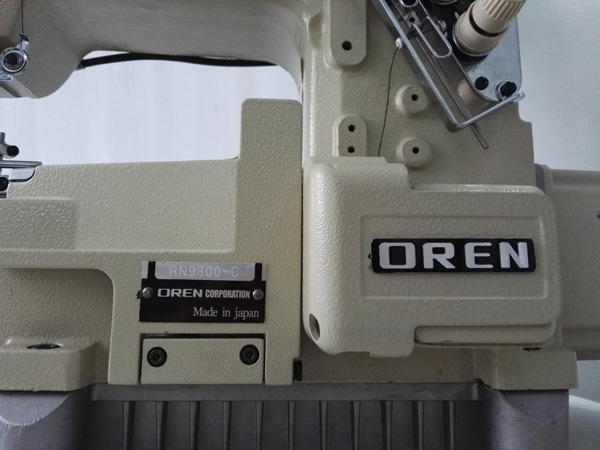 RN9300-C
OREN CORPORATION
Made in japan
OREN